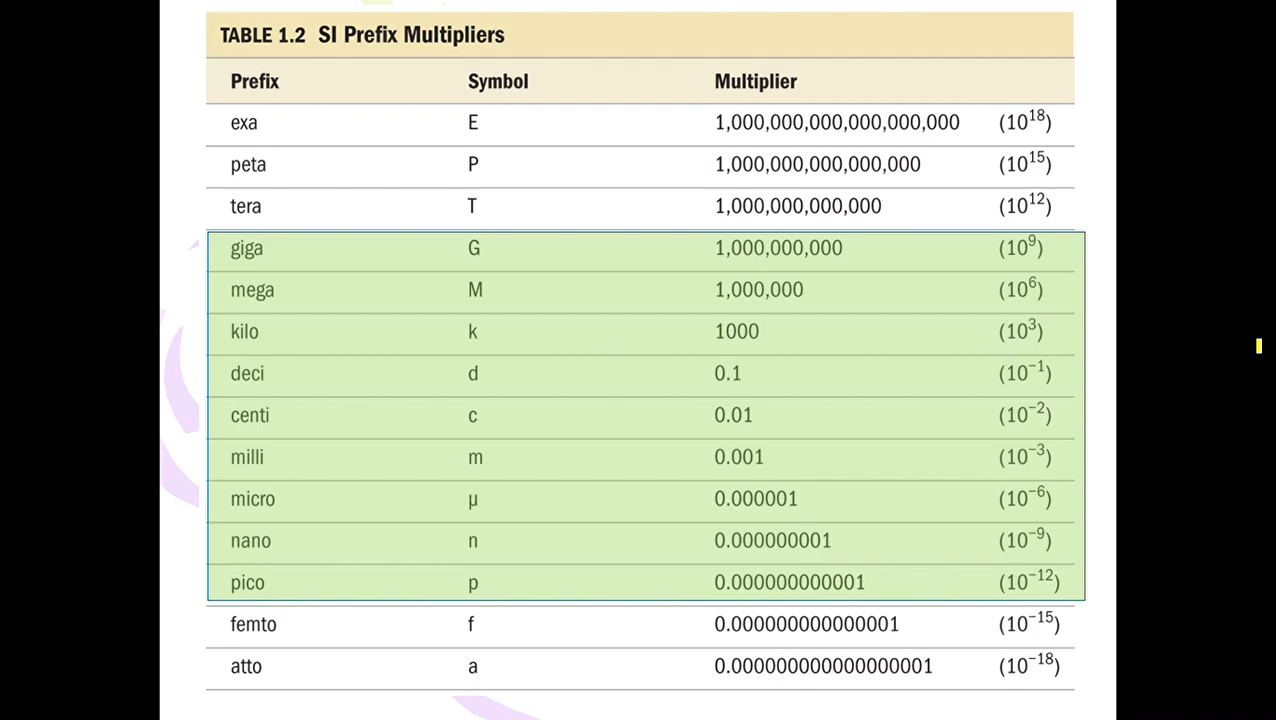 TABLE 1.2 SI Prefix Multipliers
Prefix Symbol Multiplier
exa E 1,000,000,000,000,000,000 (10¹⁸)
peta P 1,000,000,000,000,000 (10¹⁵)
tera T 1,000,000,000,000 (10¹²)
giga G 1,000,000,000 (10⁹)
mega M 1,000,000 (10⁶)
kilo k 1000 (10³)
deci d 0.1 (10⁻¹)
centi c 0.01 (10⁻²)
milli m 0.001 (10⁻³)
micro µ 0.000001 (10⁻⁶)
nano n 0.000000001 (10⁻⁹)
pico p 0.000000000001 (10⁻¹²)
femto f 0.000000000000001 (10⁻¹⁵)
atto a 0.000000000000000001 (10⁻¹⁸)